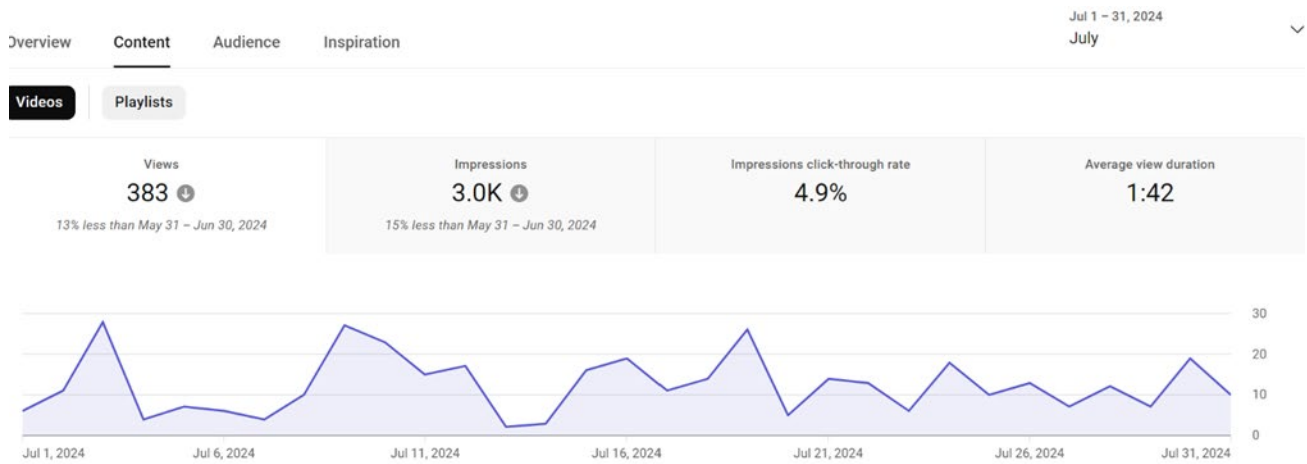 Jul 1 – 31, 2024
Overview Content Audience Inspiration July
Videos Playlists
Views Impressions Impressions click-through rate Average view duration
383 3.0K 4.9% 1:42
13% less than May 31 – Jun 30, 2024 15% less than May 31 – Jun 30, 2024
30
20
10
0
Jul 1, 2024 Jul 6, 2024 Jul 11, 2024 Jul 16, 2024 Jul 21, 2024 Jul 26, 2024 Jul 31, 2024